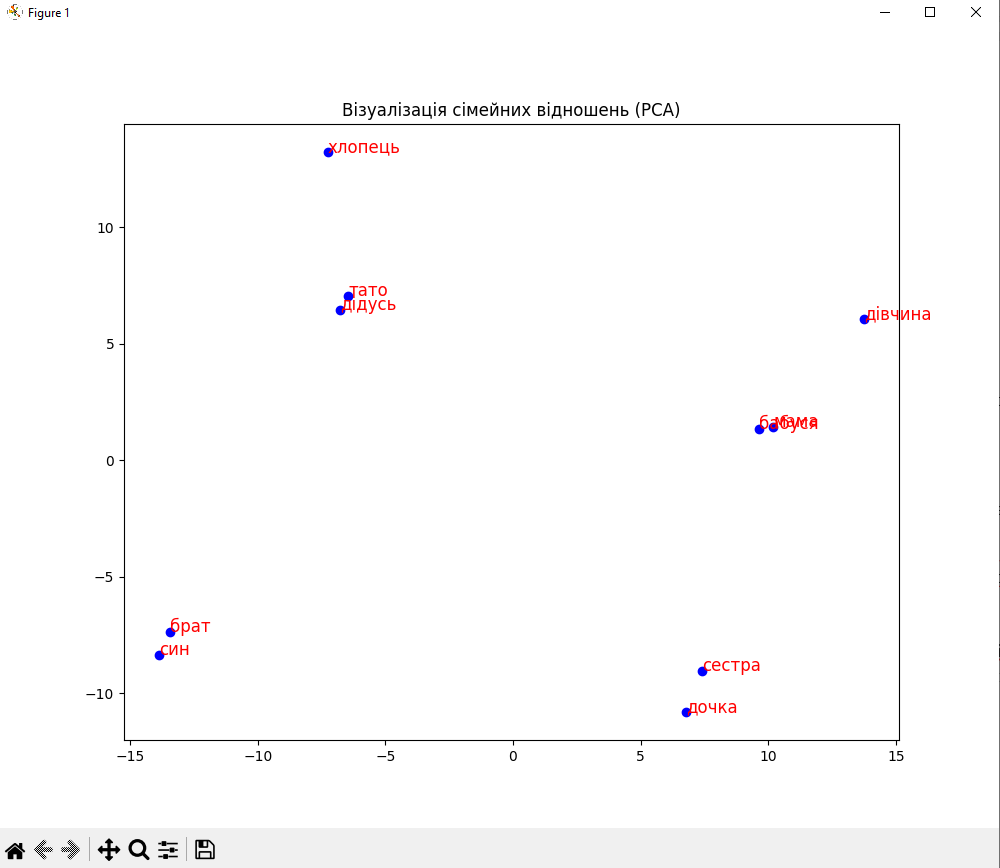 Figure 1
Візуалізація сімейних відношень (PCA)
хлопець
10
тато
дідусь
дівчина
5
мама
бабуся
0
−5
брат
син
сестра
−10
дочка
−15
−10
−5
0
5
10
15